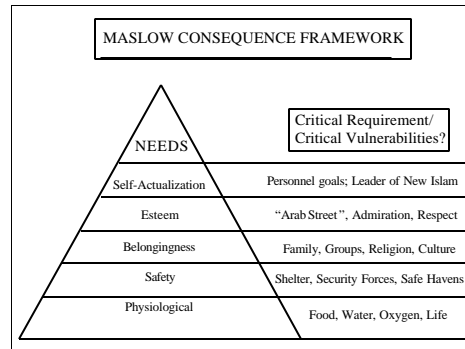 MASLOW CONSEQUENCE FRAMEWORK
Critical Requirement/
Critical Vulnerabilities?
NEEDS
Self-Actualization
Personnel goals; Leader of New Islam
Esteem
“Arab Street”, Admiration, Respect
Belongingness
Family, Groups, Religion, Culture
Safety
Shelter, Security Forces, Safe Havens
Physiological
Food, Water, Oxygen, Life